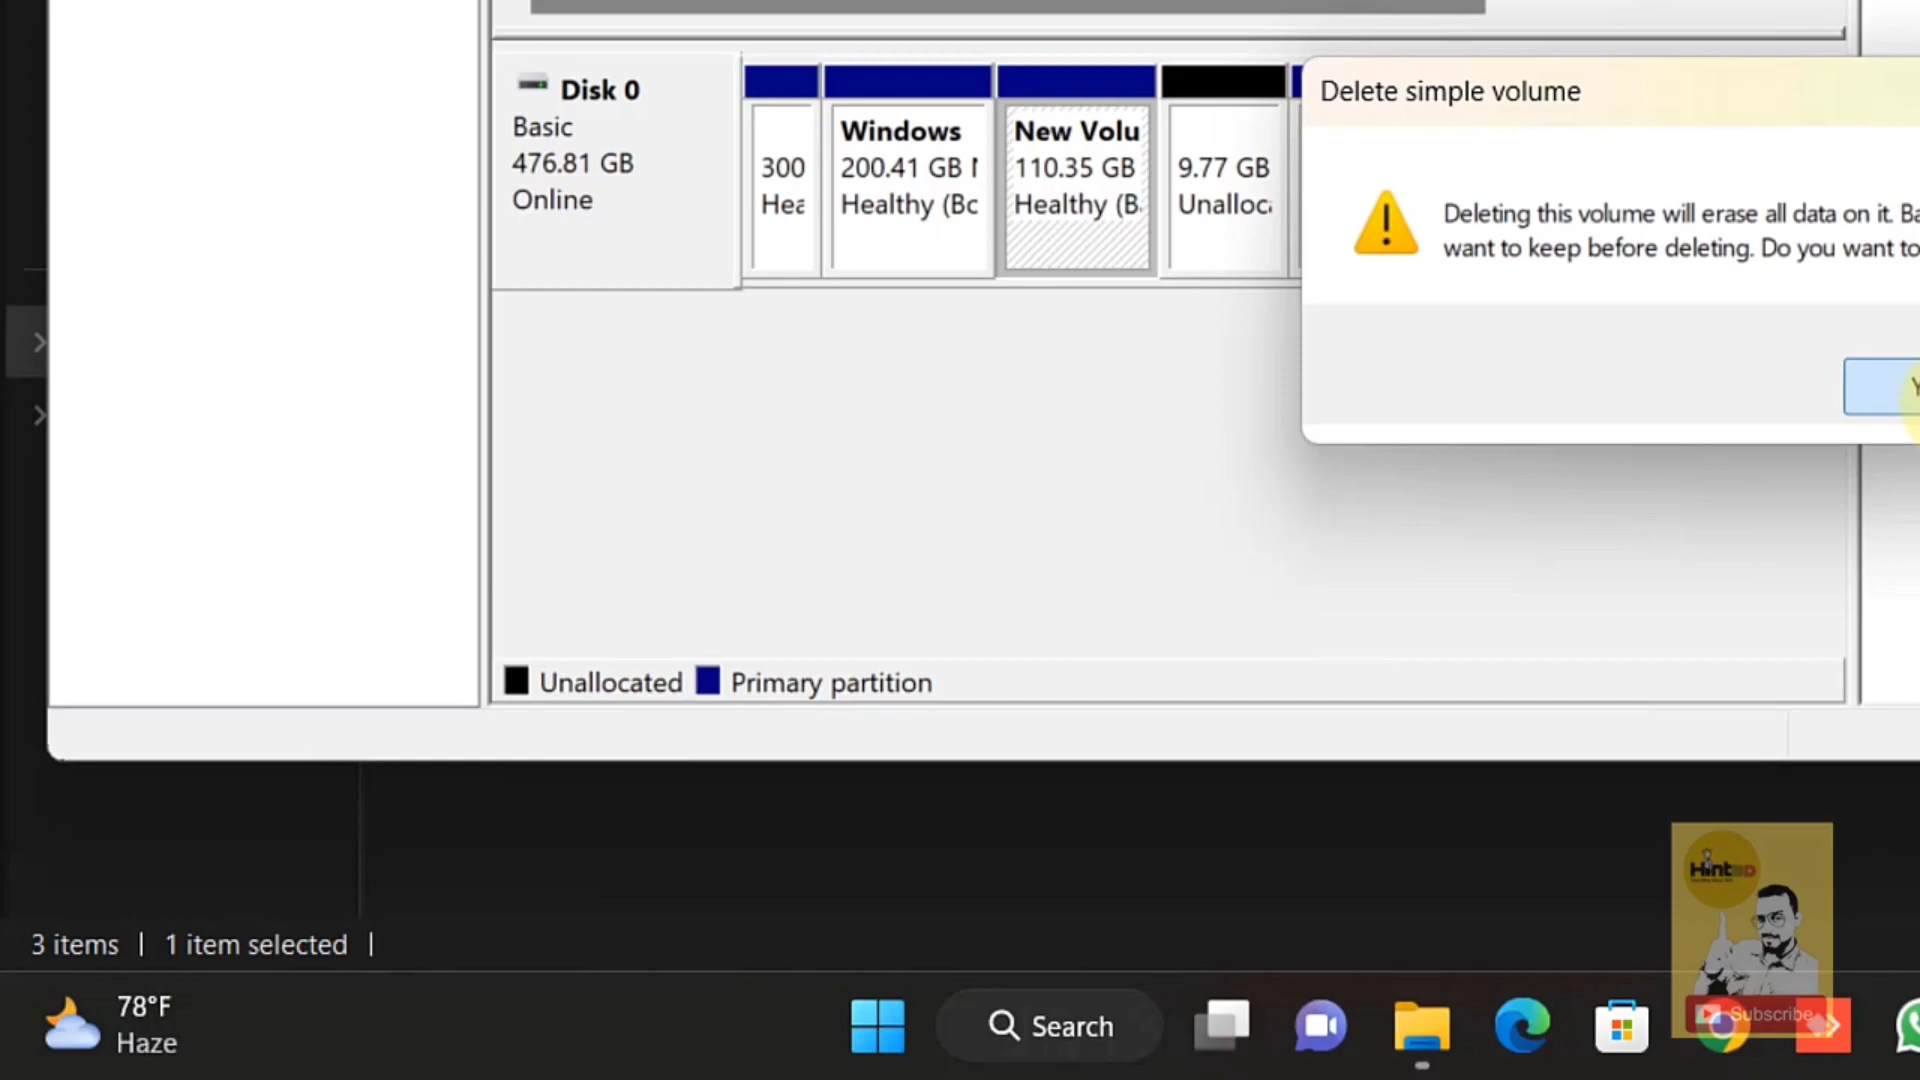 Disk 0
Basic
476.81 GB
Online
300
Hea
Windows
200.41 GB
Healthy (Bc
New Volu
110.35 GB
Healthy (B
9.77 GB
Unalloc
Delete simple volume
Deleting this volume will erase all data on it. Ba
want to keep before deleting. Do you want to
Unallocated
Primary partition
3 items
1 item selected
78°F
Haze
Search
HintBD
Subscribe